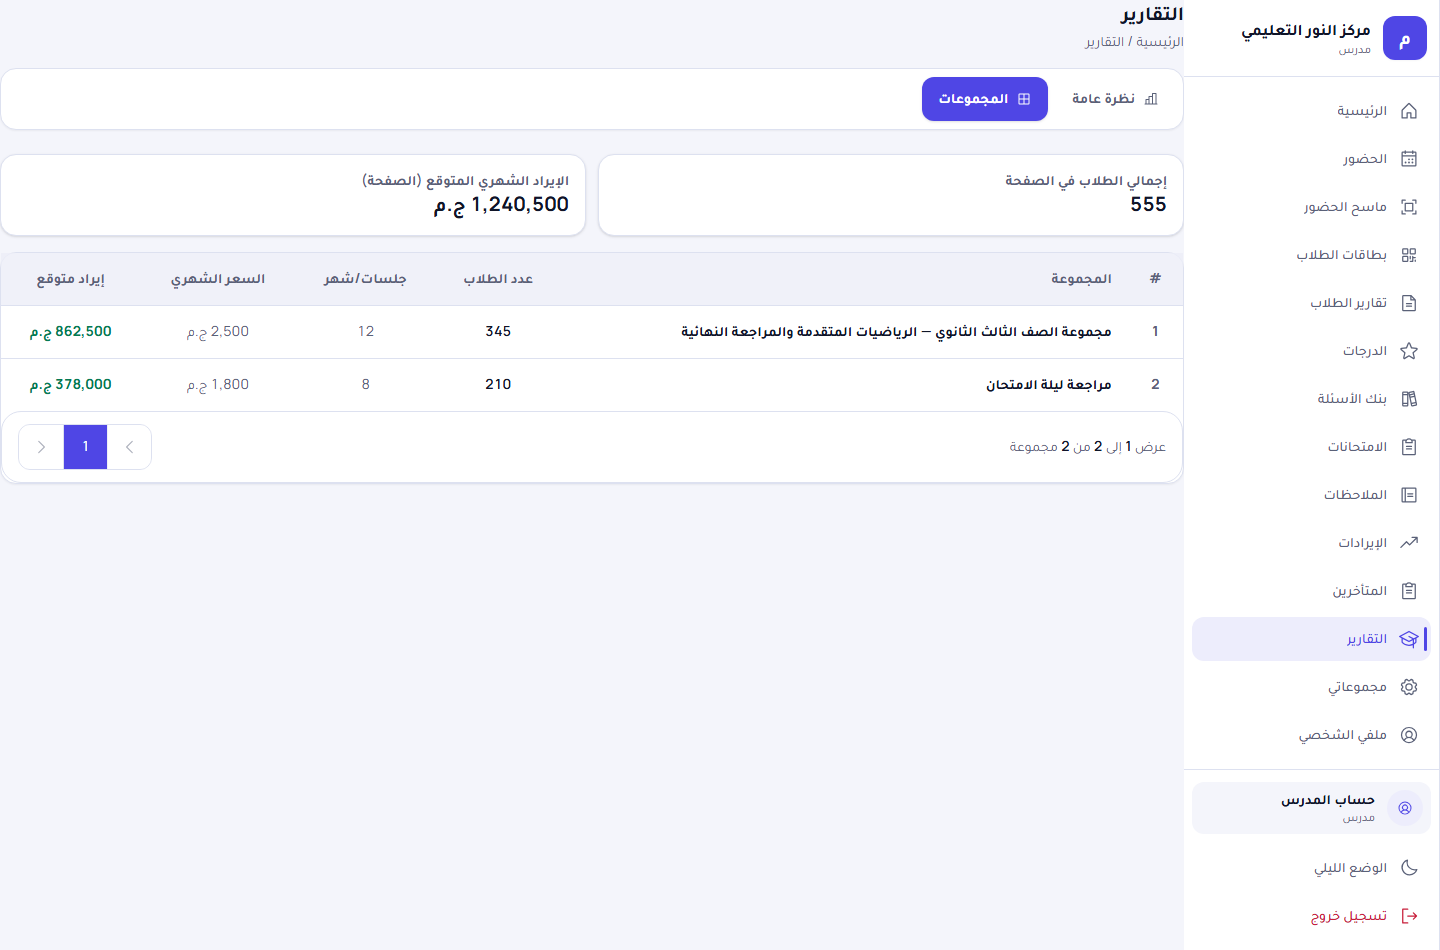 م
مركز النور التعليمي
مدرس
الرئيسية
الحضور
ماسح الحضور
بطاقات الطلاب
تقارير الطلاب
الدرجات
بنك الأسئلة
الامتحانات
الملاحظات
الإيرادات
المتأخرين
التقارير
مجموعاتي
ملفي الشخصي
حساب المدرس
مدرس
الوضع الليلي
تسجيل خروج
التقارير
الرئيسية / التقارير
نظرة عامة
المجموعات
إجمالي الطلاب في الصفحة
555
الإيراد الشهري المتوقع (الصفحة)
1,240,500 ج.م
# المجموعة عدد الطلاب جلسات/شهر السعر الشهري إيراد متوقع
1 مجموعة الصف الثالث الثانوي — الرياضيات المتقدمة والمراجعة النهائية 345 12 2,500 ج.م 862,500 ج.م
2 مراجعة ليلة الامتحان 210 8 1,800 ج.م 378,000 ج.م
عرض 1 إلى 2 من 2 مجموعة
1